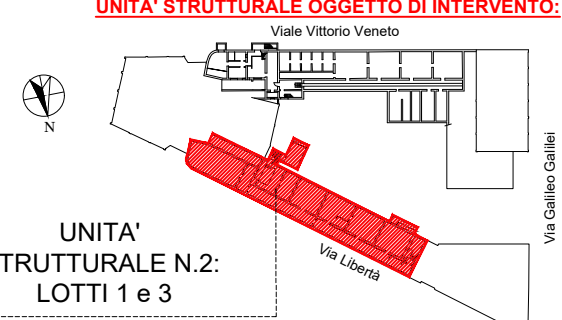 UNITA' STRUTTURALE OGGETTO DI INTERVENTO:
Viale Vittorio Veneto
N
Via Galileo Galilei
Via Libertà
UNITA'
TRUTTURALE N.2:
LOTTI 1 e 3